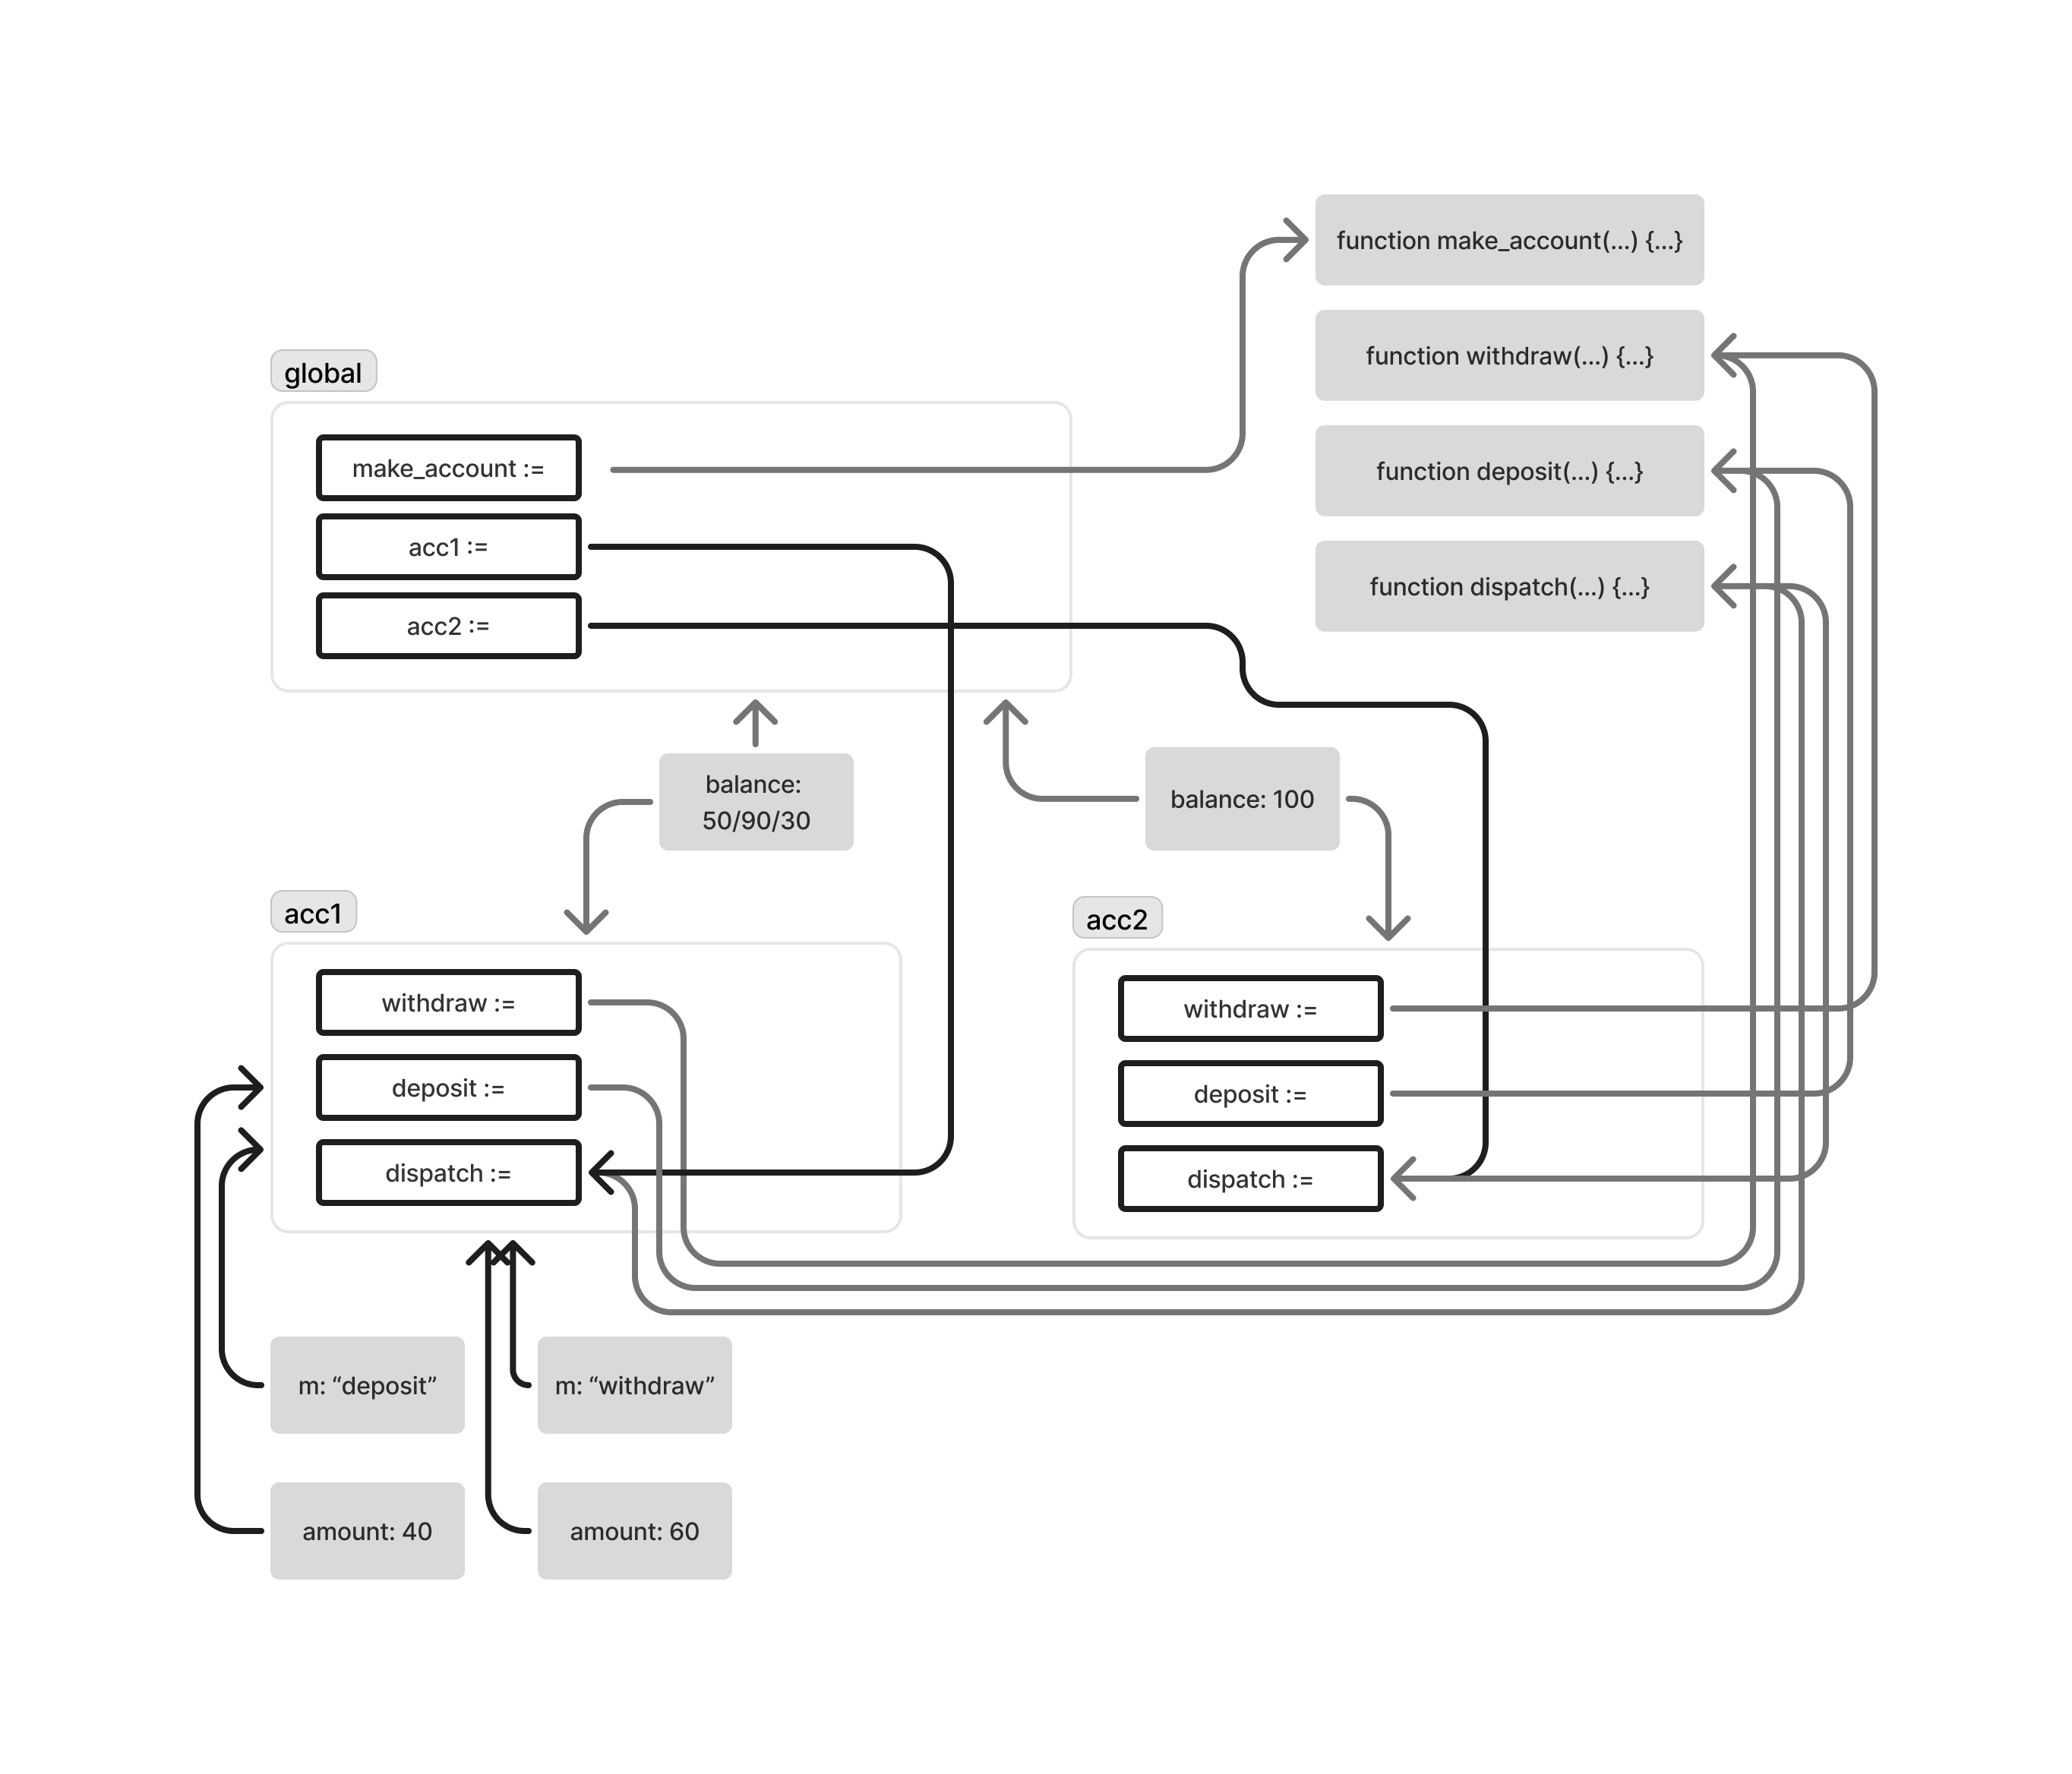 function make_account(...) {...}
function withdraw(...) {...}
function deposit(...) {...}
function dispatch(...) {...}
global
make_account :=
acc1 :=
acc2 :=
balance:
50/90/30
balance: 100
acc1
withdraw :=
deposit :=
dispatch :=
acc2
withdraw :=
deposit :=
dispatch :=
m: “deposit”
m: “withdraw”
amount: 40
amount: 60